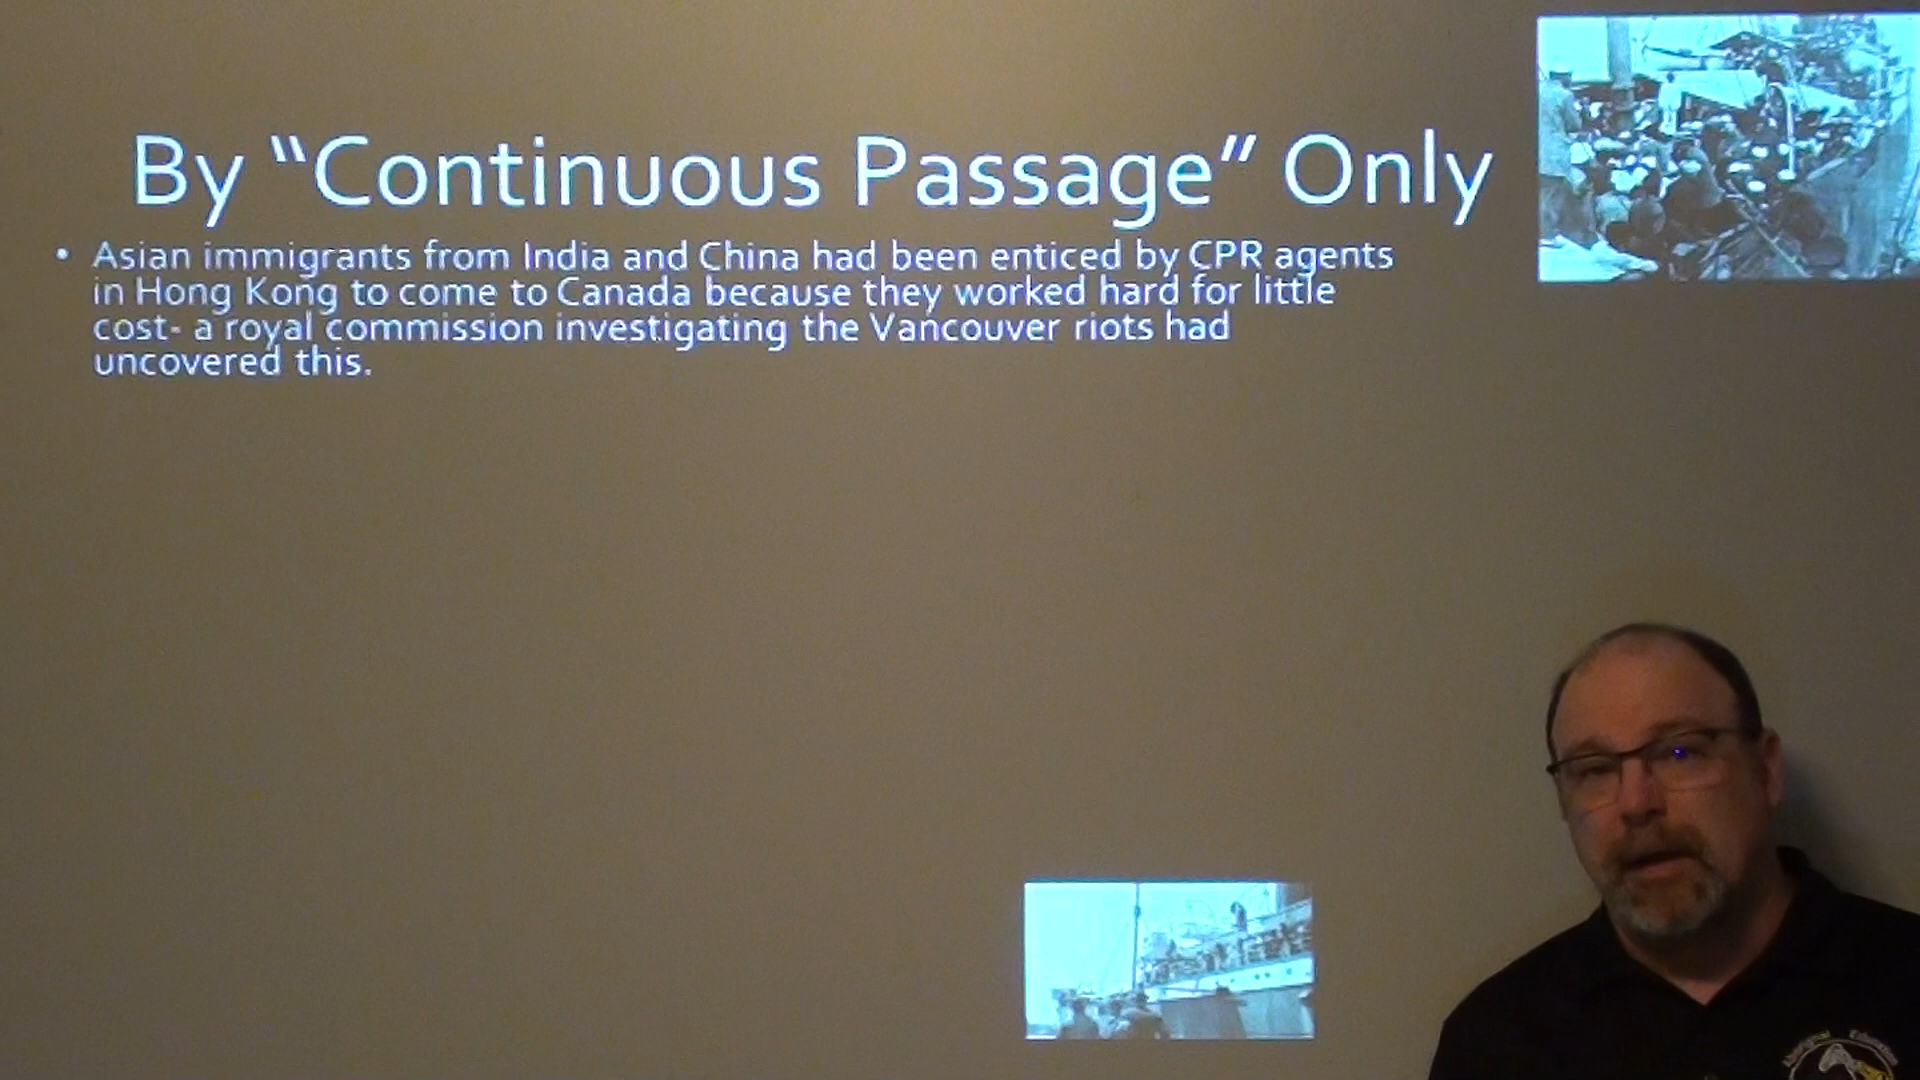 By “Continuous Passage” Only
• Asian immigrants from India and China had been enticed by CPR agents
in Hong Kong to come to Canada because they worked hard for little
cost- a royal commission investigating the Vancouver riots had
uncovered this.
Aboriginal Education